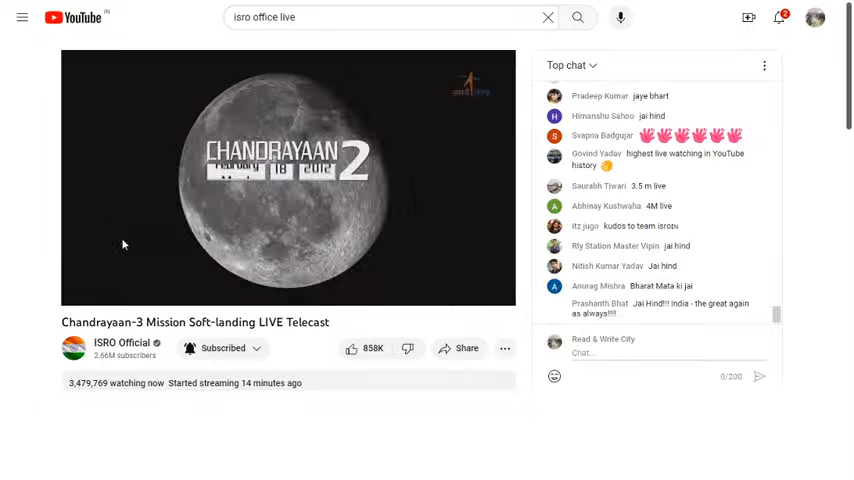 YouTube IN
isro office live
2
CHANDRAYAAN 2
February 18 2012
Chandrayaan-3 Mission Soft-landing LIVE Telecast
ISRO Official
2.66M subscribers
Subscribed
858K
Share
3,479,769 watching now Started streaming 14 minutes ago
Top chat
Pradeep Kumar jaye bhart
Himanshu Sahoo jai hind
Svapna Badgujar
Govind Yadav highest live watching in YouTube
history
Saurabh Tiwari 3.5 m live
Abhinay Kushwaha 4M live
itz jugo kudos to team isroɪɴ.
Rly Station Master Vipin jai hind
Nitish Kumar Yadav Jai hind
Anurag Mishra Bharat Mata ki jai
Prashanth Bhat Jai Hind!!! India - the great again
as always!!!!
Read & Write City
Chat...
0/200